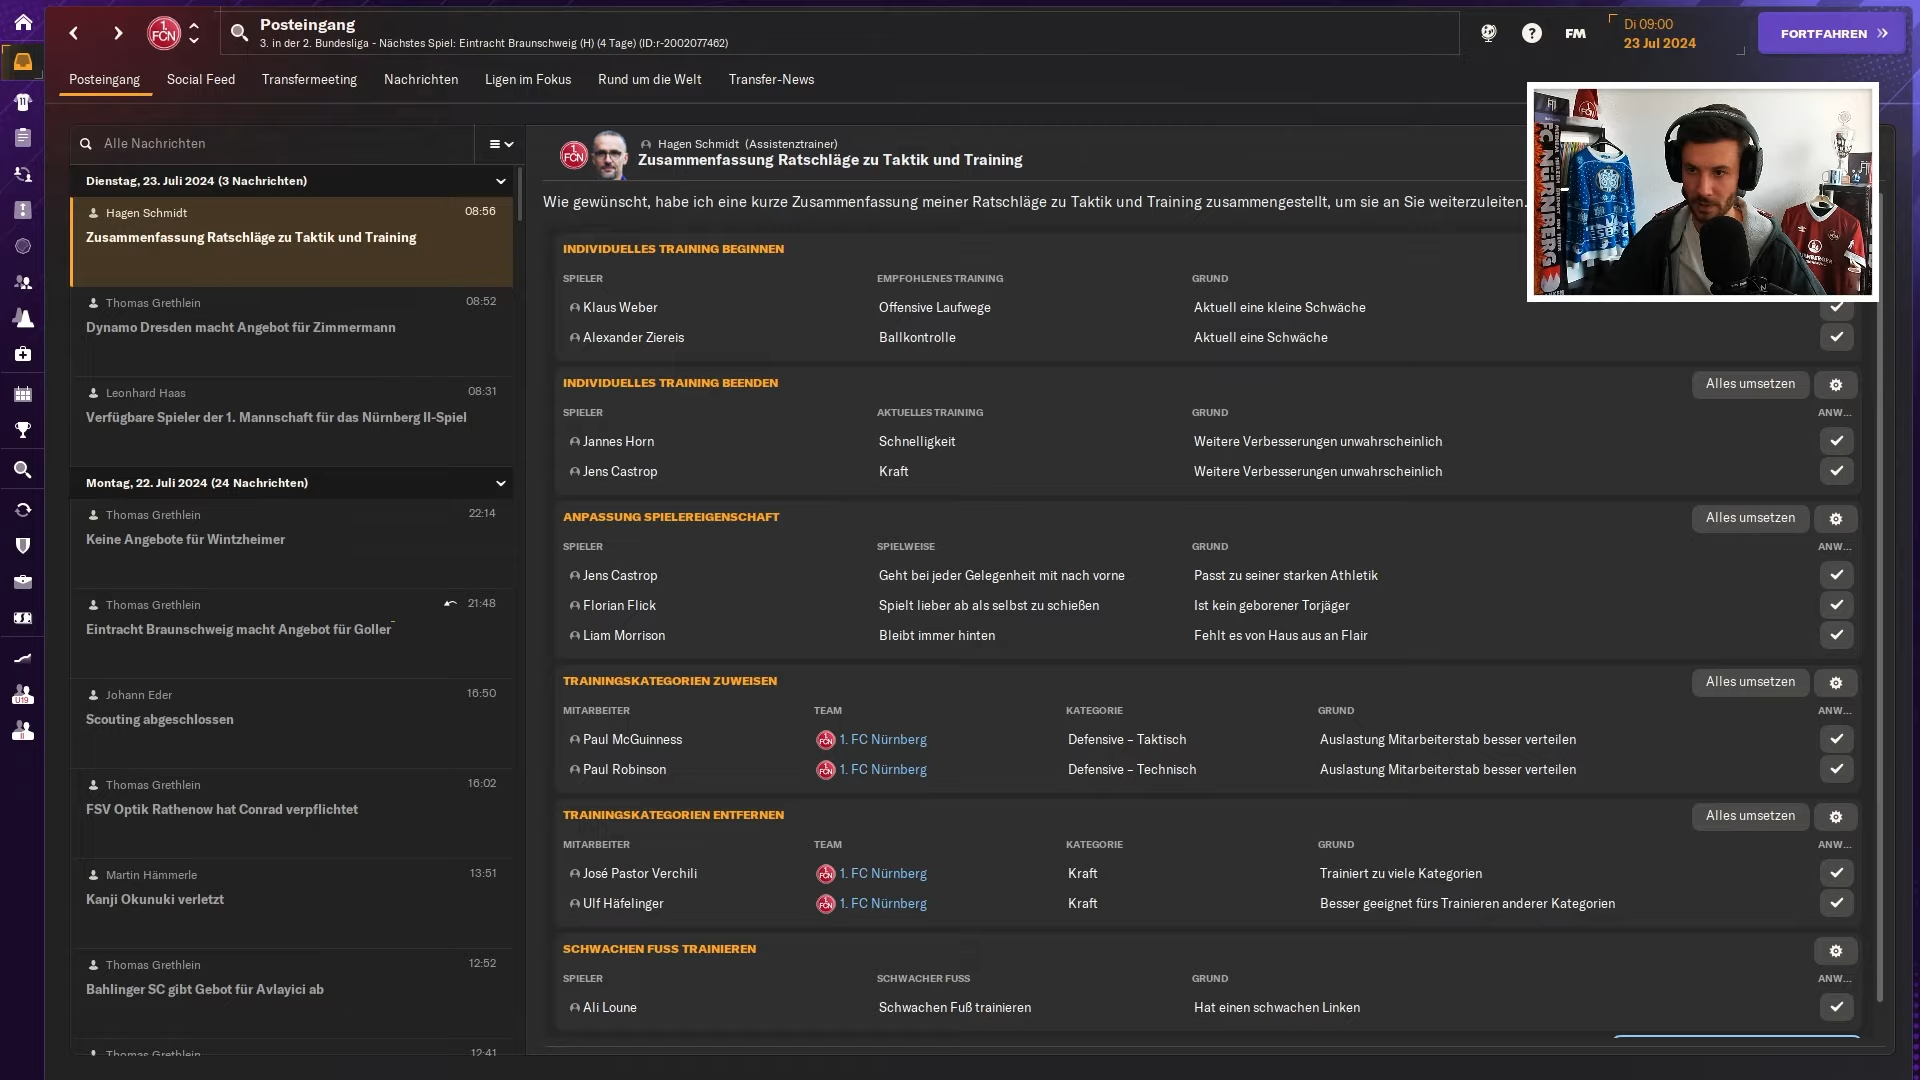 Posteingang
3. in der 2. Bundesliga - Nächstes Spiel: Eintracht Braunschweig (H) (4 Tage) (ID:r-2002077462)
FM
Di 09:00
23 Jul 2024
FORTFAHREN
Posteingang
Social Feed
Transfermeeting
Nachrichten
Ligen im Fokus
Rund um die Welt
Transfer-News
Alle Nachrichten
Dienstag, 23. Juli 2024 (3 Nachrichten)
Hagen Schmidt 08:56
Zusammenfassung Ratschläge zu Taktik und Training
Thomas Grethlein 08:52
Dynamo Dresden macht Angebot für Zimmermann
Leonhard Haas 08:31
Verfügbare Spieler der 1. Mannschaft für das Nürnberg II-Spiel
Montag, 22. Juli 2024 (24 Nachrichten)
Thomas Grethlein 22:14
Keine Angebote für Wintzheimer
Thomas Grethlein 21:48
Eintracht Braunschweig macht Angebot für Goller
Johann Eder 16:50
Scouting abgeschlossen
Thomas Grethlein 16:02
FSV Optik Rathenow hat Conrad verpflichtet
Martin Hämmerle 13:51
Kanji Okunuki verletzt
Thomas Grethlein 12:52
Bahlinger SC gibt Gebot für Avlayici ab
Thomas Grethlein 12:41
U19
II
Hagen Schmidt (Assistenztrainer)
Zusammenfassung Ratschläge zu Taktik und Training
Wie gewünscht, habe ich eine kurze Zusammenfassung meiner Ratschläge zu Taktik und Training zusammengestellt, um sie an Sie weiterzuleiten.
INDIVIDUELLES TRAINING BEGINNEN
SPIELER EMPFOHLENES TRAINING GRUND
Klaus Weber Offensive Laufwege Aktuell eine kleine Schwäche
Alexander Ziereis Ballkontrolle Aktuell eine Schwäche
INDIVIDUELLES TRAINING BEENDEN Alles umsetzen
SPIELER AKTUELLES TRAINING GRUND ANW...
Jannes Horn Schnelligkeit Weitere Verbesserungen unwahrscheinlich
Jens Castrop Kraft Weitere Verbesserungen unwahrscheinlich
ANPASSUNG SPIELEREIGENSCHAFT Alles umsetzen
SPIELER SPIELWEISE GRUND ANW...
Jens Castrop Geht bei jeder Gelegenheit mit nach vorne Passt zu seiner starken Athletik
Florian Flick Spielt lieber ab als selbst zu schießen Ist kein geborener Torjäger
Liam Morrison Bleibt immer hinten Fehlt es von Haus aus an Flair
TRAININGSKATEGORIEN ZUWEISEN Alles umsetzen
MITARBEITER TEAM KATEGORIE GRUND ANW...
Paul McGuinness 1. FC Nürnberg Defensive – Taktisch Auslastung Mitarbeiterstab besser verteilen
Paul Robinson 1. FC Nürnberg Defensive – Technisch Auslastung Mitarbeiterstab besser verteilen
TRAININGSKATEGORIEN ENTFERNEN Alles umsetzen
MITARBEITER TEAM KATEGORIE GRUND ANW...
José Pastor Verchili 1. FC Nürnberg Kraft Trainiert zu viele Kategorien
Ulf Häfelinger 1. FC Nürnberg Kraft Besser geeignet fürs Trainieren anderer Kategorien
SCHWACHEN FUSS TRAINIEREN
SPIELER SCHWACHER FUSS GRUND ANW...
Ali Loune Schwachen Fuß trainieren Hat einen schwachen Linken
FC NÜRNBERG